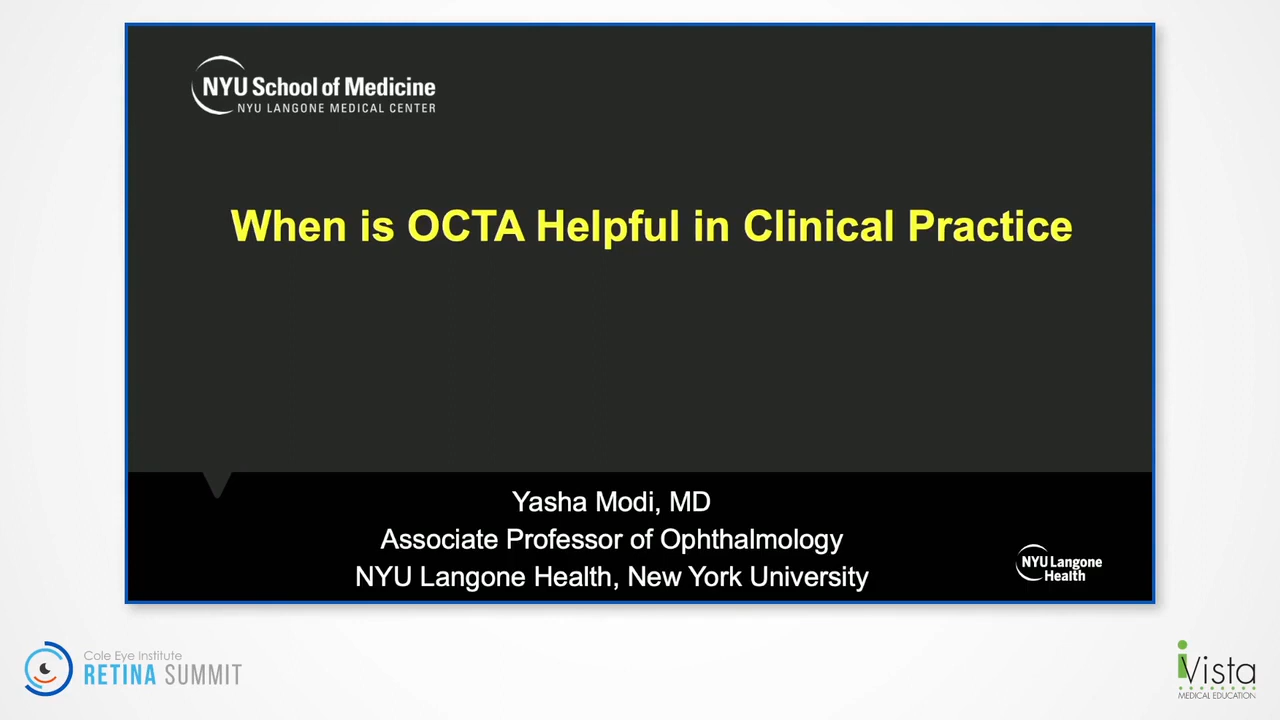 NYU School of Medicine
NYU LANGONE MEDICAL CENTER
When is OCTA Helpful in Clinical Practice
Yasha Modi, MD
Associate Professor of Ophthalmology
NYU Langone Health, New York University
NYU Langone
Health
Cole Eye Institute
RETINA SUMMIT
iVista
MEDICAL EDUCATION